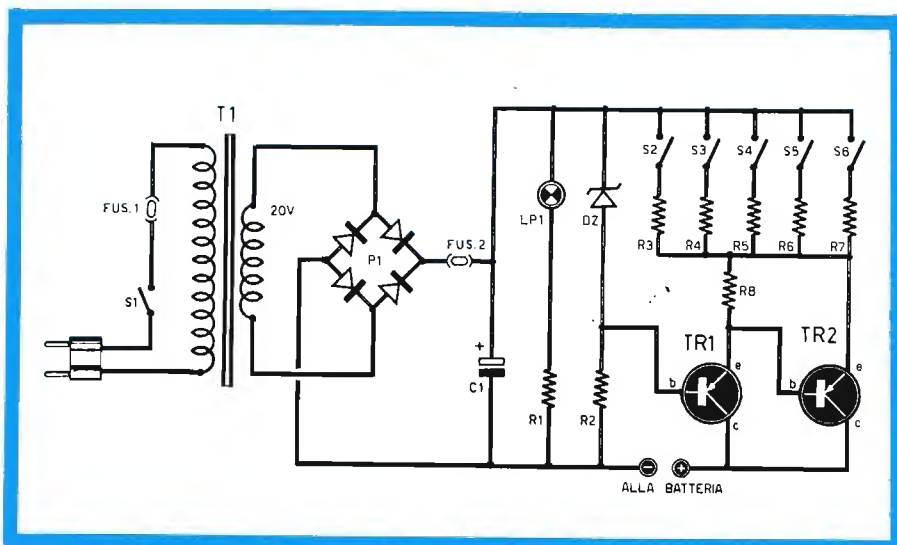 T1
FUS.1
20V
S1
P1
FUS.2
+
C1
LP1
R1
DZ
R2
S2
S3
S4
S5
S6
R3
R4
R5
R6
R7
R8
TR1
TR2
b
e
c
b
e
c
- +
ALLA BATTERIA